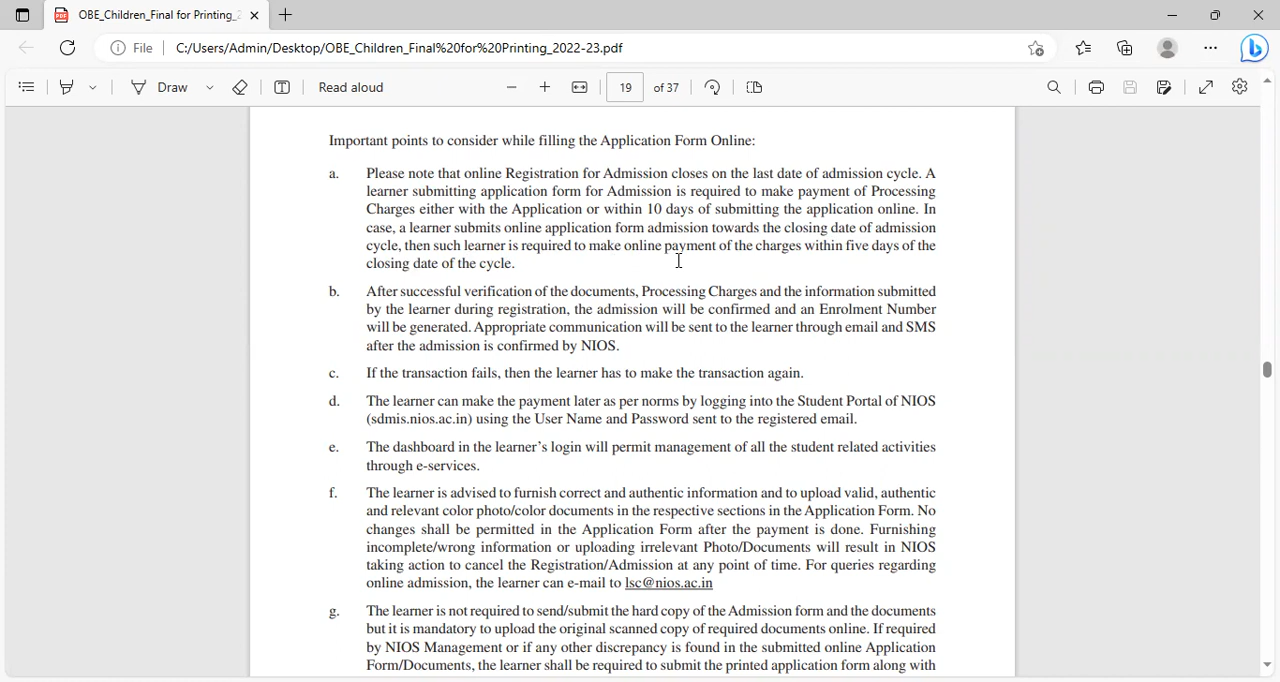 OBE_Children_Final for Printing_2
File
C:/Users/Admin/Desktop/OBE_Children_Final%20for%20Printing_2022-23.pdf
Draw
Read aloud
19 of 37
Important points to consider while filling the Application Form Online:
a. Please note that online Registration for Admission closes on the last date of admission cycle. A
learner submitting application form for Admission is required to make payment of Processing
Charges either with the Application or within 10 days of submitting the application online. In
case, a learner submits online application form admission towards the closing date of admission
cycle, then such learner is required to make online payment of the charges within five days of the
closing date of the cycle.
b. After successful verification of the documents, Processing Charges and the information submitted
by the learner during registration, the admission will be confirmed and an Enrolment Number
will be generated. Appropriate communication will be sent to the learner through email and SMS
after the admission is confirmed by NIOS.
c. If the transaction fails, then the learner has to make the transaction again.
d. The learner can make the payment later as per norms by logging into the Student Portal of NIOS
(sdmis.nios.ac.in) using the User Name and Password sent to the registered email.
e. The dashboard in the learner’s login will permit management of all the student related activities
through e-services.
f. The learner is advised to furnish correct and authentic information and to upload valid, authentic
and relevant color photo/color documents in the respective sections in the Application Form. No
changes shall be permitted in the Application Form after the payment is done. Furnishing
incomplete/wrong information or uploading irrelevant Photo/Documents will result in NIOS
taking action to cancel the Registration/Admission at any point of time. For queries regarding
online admission, the learner can e-mail to lsc@nios.ac.in
g. The learner is not required to send/submit the hard copy of the Admission form and the documents
but it is mandatory to upload the original scanned copy of required documents online. If required
by NIOS Management or if any other discrepancy is found in the submitted online Application
Form/Documents, the learner shall be required to submit the printed application form along with